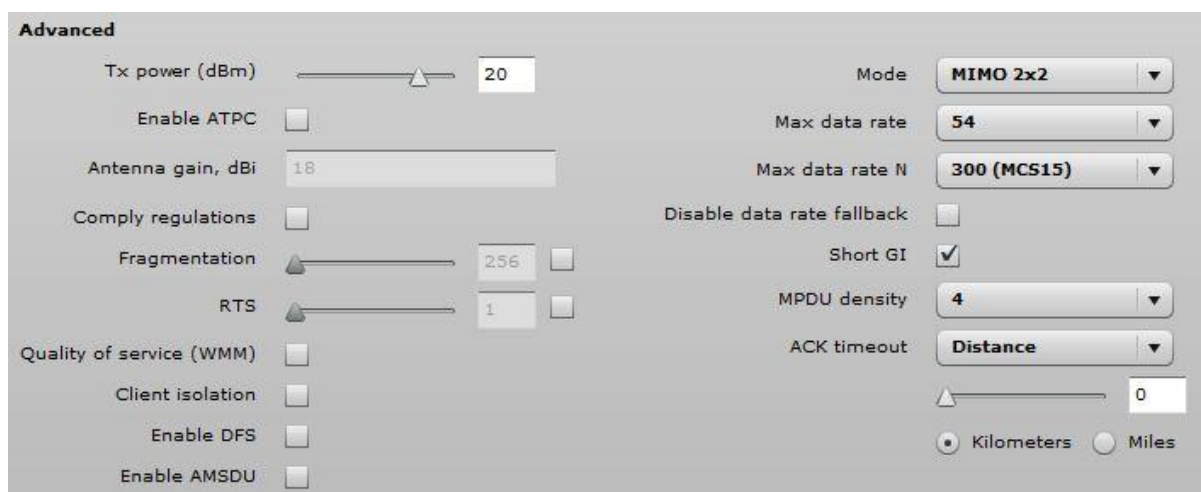 Advanced
Tx power (dBm) 20
Enable ATPC
Antenna gain, dBi 18
Comply regulations
Fragmentation 256
RTS 1
Quality of service (WMM)
Client isolation
Enable DFS
Enable AMSDU
Mode MIMO 2x2
Max data rate 54
Max data rate N 300 (MCS15)
Disable data rate fallback
Short GI
MPDU density 4
ACK timeout Distance
0
Kilometers Miles